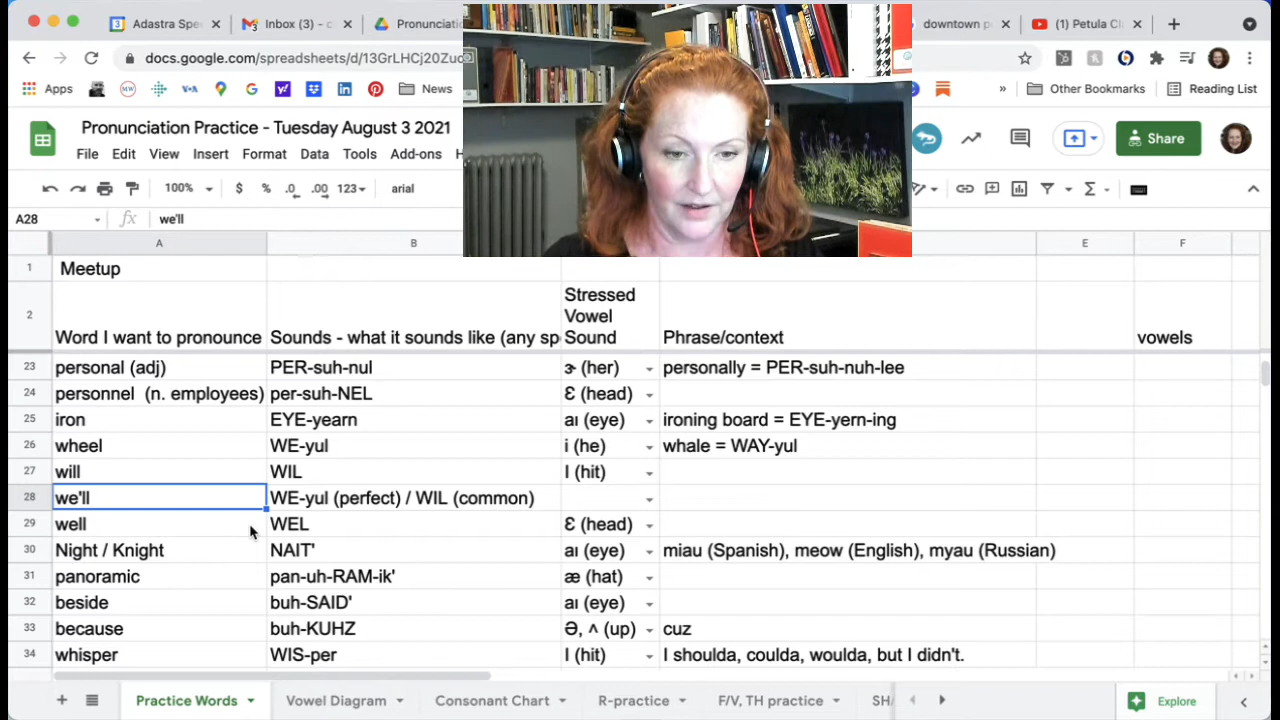 Adastra Spe
Inbox (3) - c
Pronunciation
downtown p
(1) Petula Cl
docs.google.com/spreadsheets/d/13GrLHCj20Zuc
Apps
News
Other Bookmarks
Reading List
Pronunciation Practice - Tuesday August 3 2021
File Edit View Insert Format Data Tools Add-ons H
Share
100% $ % .0 .00 123 arial
A28 fx we'll
A B E F
1 Meetup
2 Word I want to pronounce Sounds - what it sounds like (any sp Stressed Vowel Sound Phrase/context vowels
23 personal (adj) PER-suh-nul ɝ (her) personally = PER-suh-nuh-lee
24 personnel (n. employees) per-suh-NEL Ɛ (head)
25 iron EYE-yearn aı (eye) ironing board = EYE-yern-ing
26 wheel WE-yul i (he) whale = WAY-yul
27 will WIL I (hit)
28 we'll WE-yul (perfect) / WIL (common)
29 well WEL Ɛ (head)
30 Night / Knight NAIT' aı (eye) miau (Spanish), meow (English), myau (Russian)
31 panoramic pan-uh-RAM-ik' æ (hat)
32 beside buh-SAID' aı (eye)
33 because buh-KUHZ Ə, ʌ (up) cuz
34 whisper WIS-per I (hit) I shoulda, coulda, woulda, but I didn't.
Practice Words Vowel Diagram Consonant Chart R-practice F/V, TH practice SH/
Explore